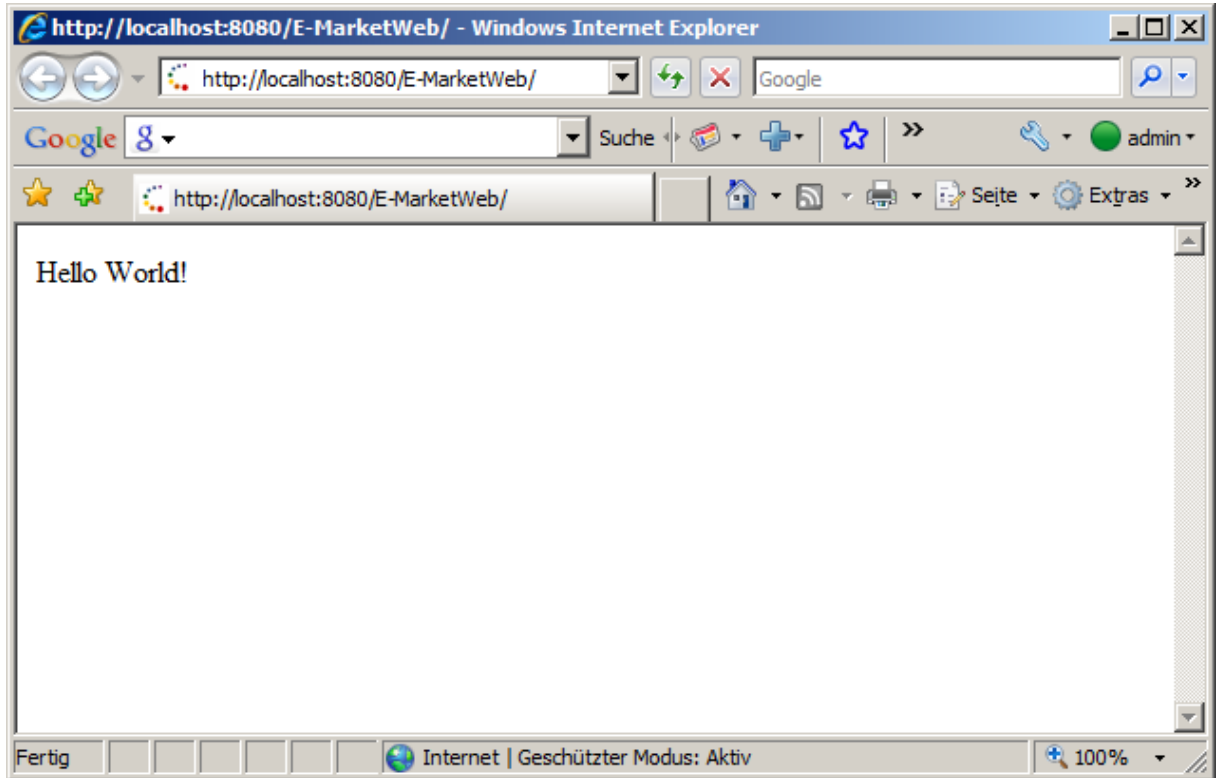 http://localhost:8080/E-MarketWeb/ - Windows Internet Explorer
http://localhost:8080/E-MarketWeb/ Google
Google g Suche » admin
http://localhost:8080/E-MarketWeb/ Seite Extras »
Hello World!
Fertig Internet | Geschützter Modus: Aktiv 100%